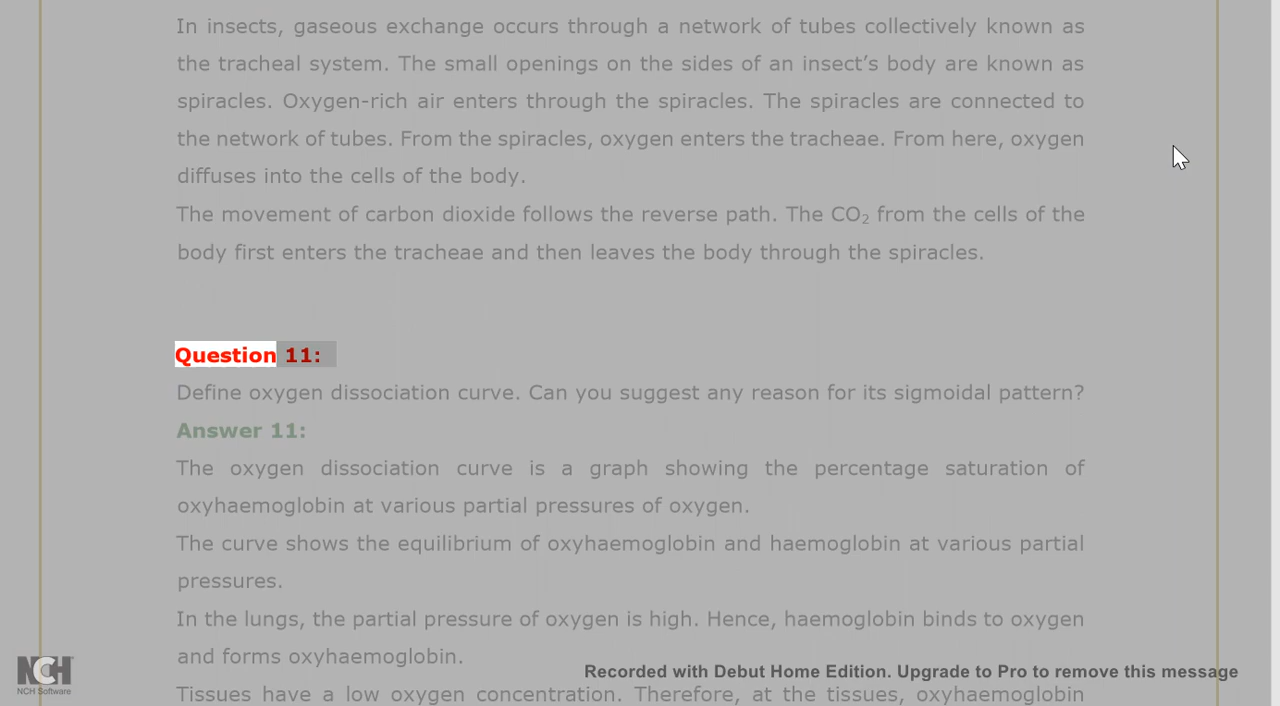 In insects, gaseous exchange occurs through a network of tubes collectively known as
the tracheal system. The small openings on the sides of an insect’s body are known as
spiracles. Oxygen-rich air enters through the spiracles. The spiracles are connected to
the network of tubes. From the spiracles, oxygen enters the tracheae. From here, oxygen
diffuses into the cells of the body.
The movement of carbon dioxide follows the reverse path. The CO₂ from the cells of the
body first enters the tracheae and then leaves the body through the spiracles.
Question 11:
Define oxygen dissociation curve. Can you suggest any reason for its sigmoidal pattern?
Answer 11:
The oxygen dissociation curve is a graph showing the percentage saturation of
oxyhaemoglobin at various partial pressures of oxygen.
The curve shows the equilibrium of oxyhaemoglobin and haemoglobin at various partial
pressures.
In the lungs, the partial pressure of oxygen is high. Hence, haemoglobin binds to oxygen
and forms oxyhaemoglobin.
Tissues have a low oxygen concentration. Therefore, at the tissues, oxyhaemoglobin
NCH
NCH Software
Recorded with Debut Home Edition. Upgrade to Pro to remove this message